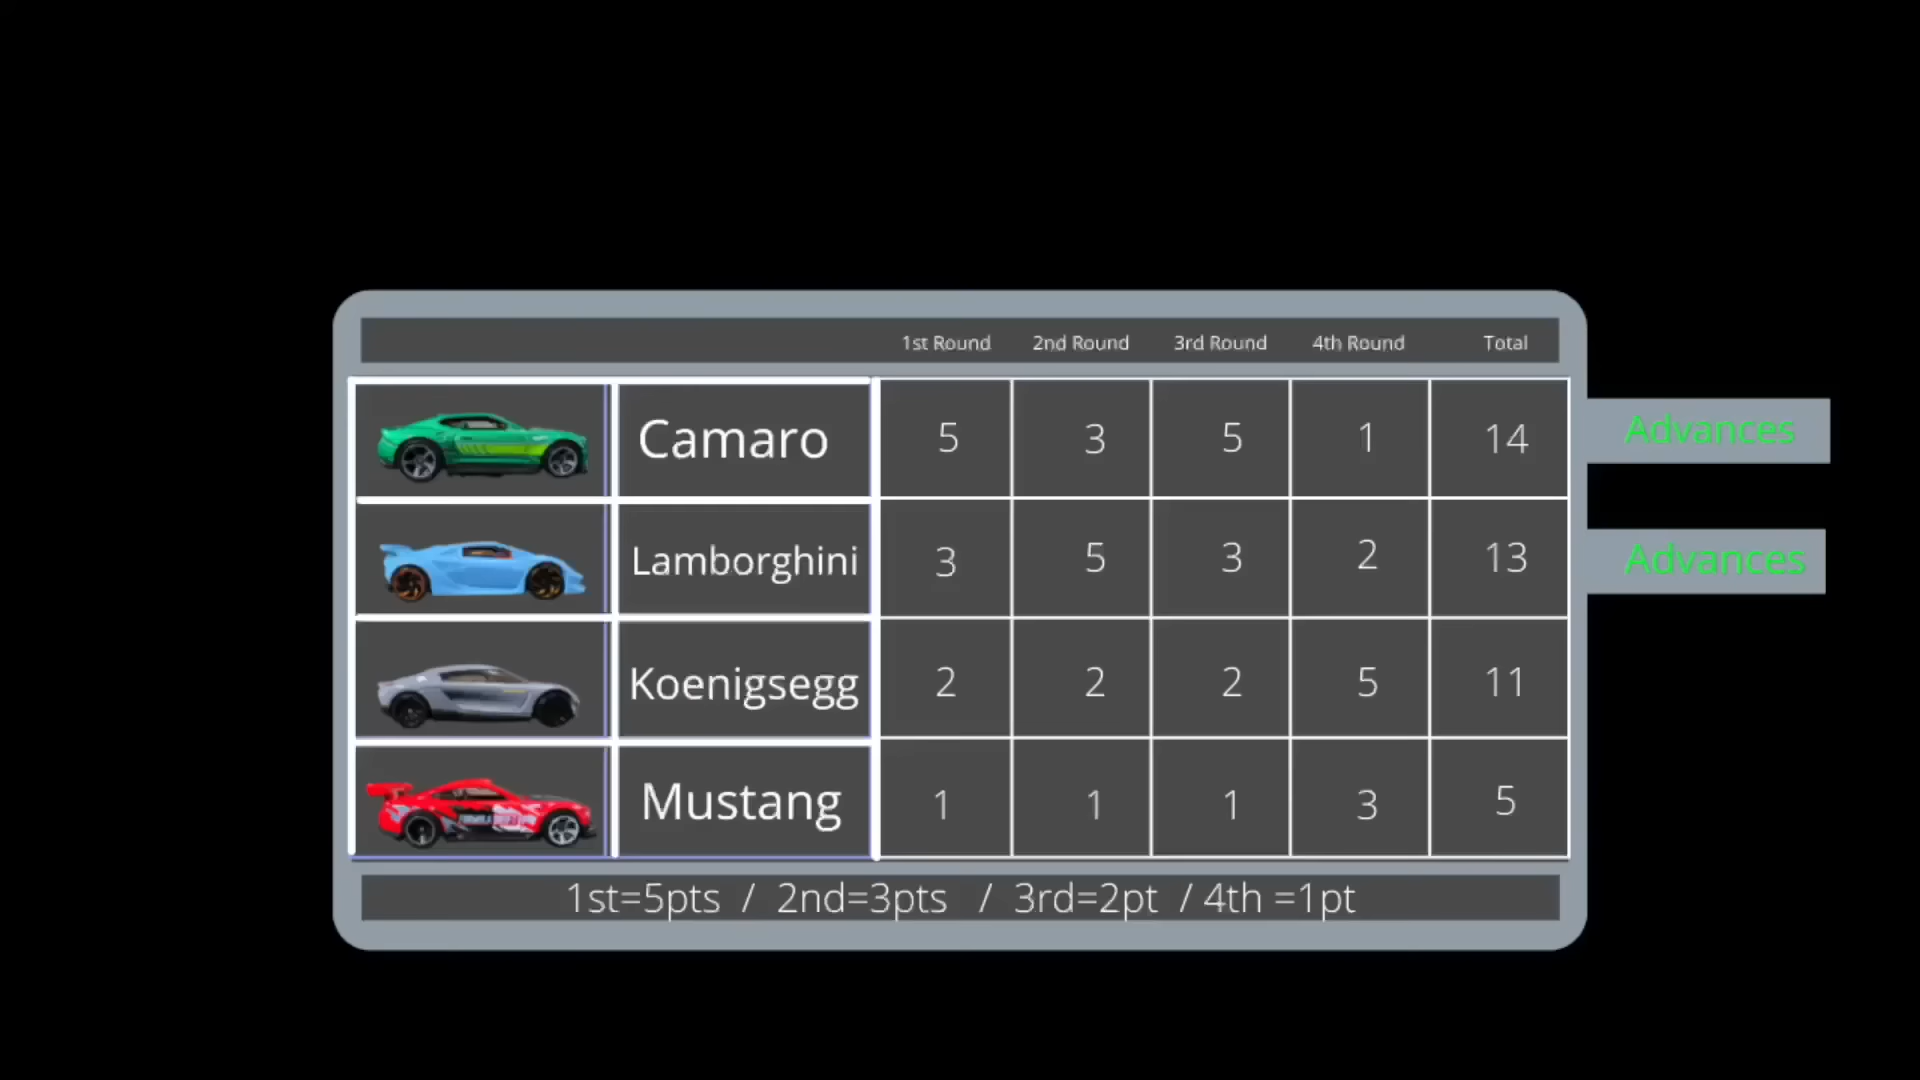 1st Round 2nd Round 3rd Round 4th Round Total
Camaro 5 3 5 1 14 Advances
Lamborghini 3 5 3 2 13 Advances
Koenigsegg 2 2 2 5 11
Mustang 1 1 1 3 5
1st=5pts / 2nd=3pts / 3rd=2pt / 4th =1pt